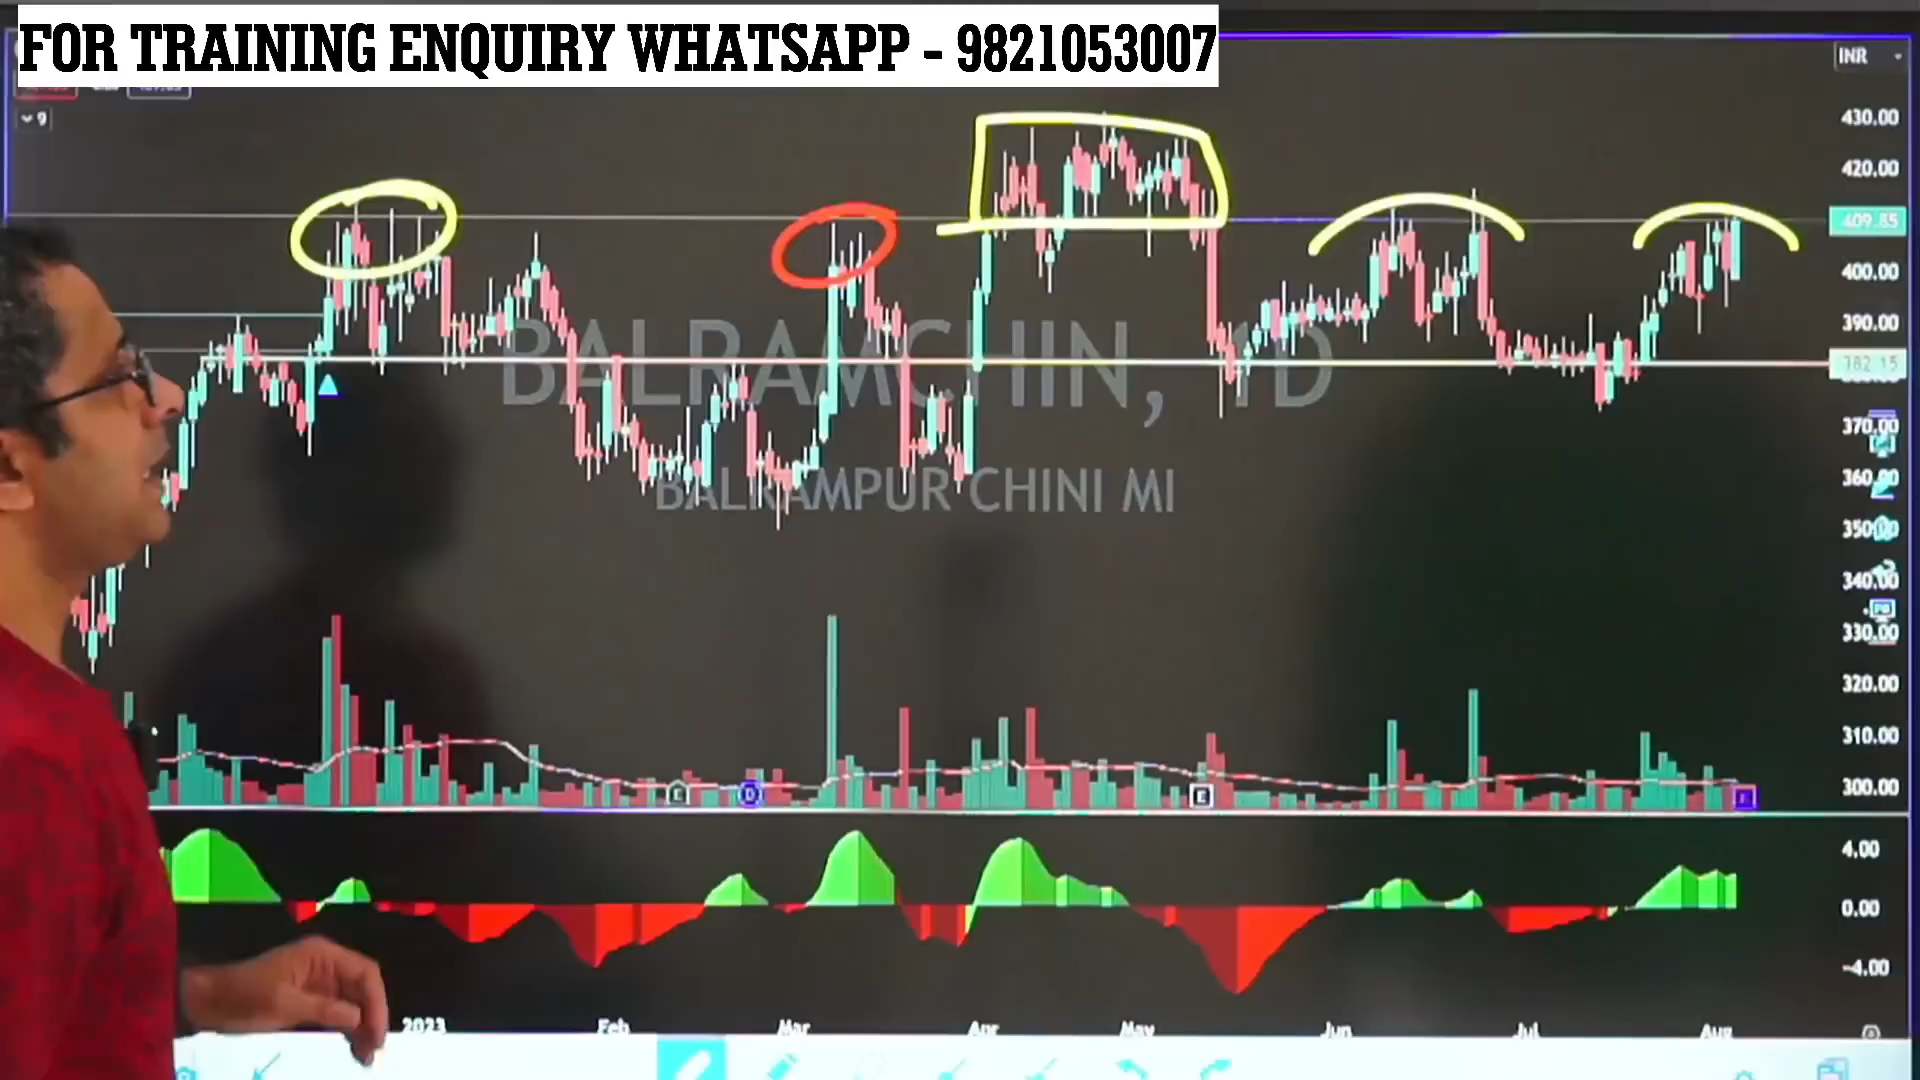 FOR TRAINING ENQUIRY WHATSAPP - 9821053007
INR
9
430.00
420.00
409.85
400.00
390.00
382.15
370.00
360.00
350.00
340.00
330.00
320.00
310.00
300.00
BALRAMCHIN, 1D
BALRAMPUR CHINI MI
E
D
E
E
4.00
0.00
-4.00
2023
Feb
Mar
Apr
May
Jun
Jul
Aug